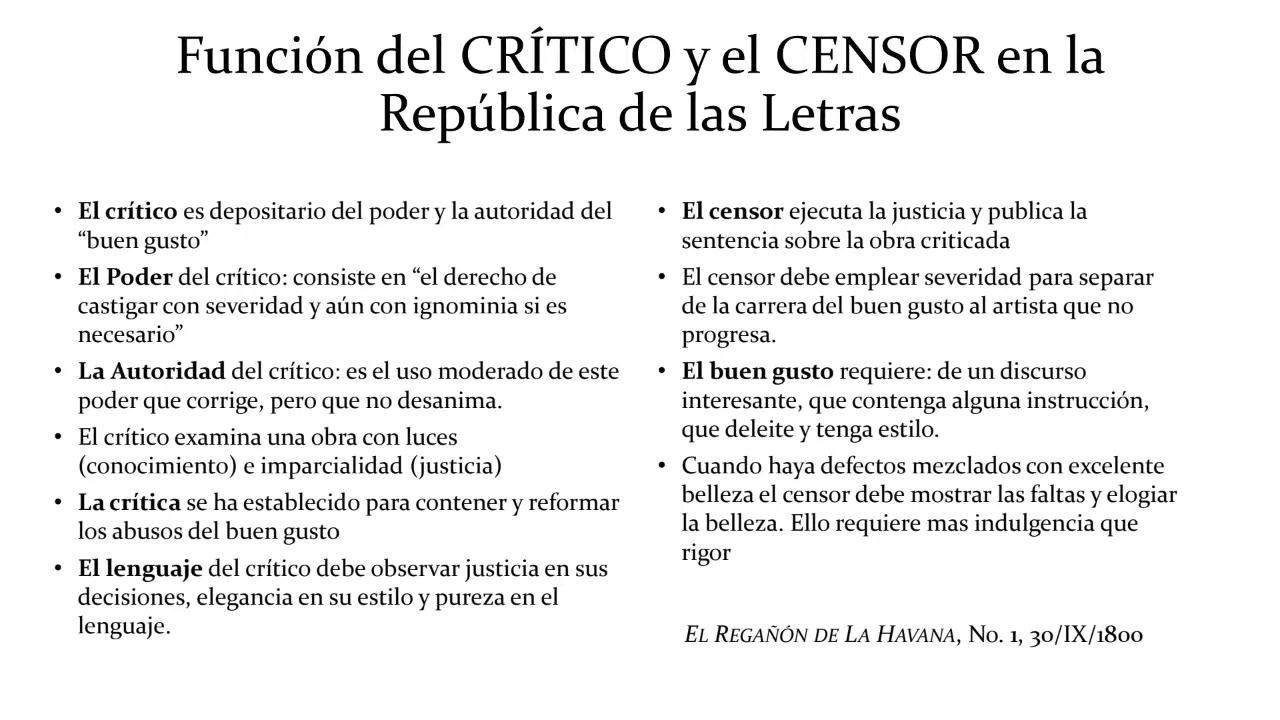 Función del CRÍTICO y el CENSOR en la
República de las Letras
• El crítico es depositario del poder y la autoridad del
“buen gusto”
• El Poder del crítico: consiste en “el derecho de
castigar con severidad y aún con ignominia si es
necesario”
• La Autoridad del crítico: es el uso moderado de este
poder que corrige, pero que no desanima.
• El crítico examina una obra con luces
(conocimiento) e imparcialidad (justicia)
• La crítica se ha establecido para contener y reformar
los abusos del buen gusto
• El lenguaje del crítico debe observar justicia en sus
decisiones, elegancia en su estilo y pureza en el
lenguaje.
• El censor ejecuta la justicia y publica la
sentencia sobre la obra criticada
• El censor debe emplear severidad para separar
de la carrera del buen gusto al artista que no
progresa.
• El buen gusto requiere: de un discurso
interesante, que contenga alguna instrucción,
que deleite y tenga estilo.
• Cuando haya defectos mezclados con excelente
belleza el censor debe mostrar las faltas y elogiar
la belleza. Ello requiere mas indulgencia que
rigor
EL REGAÑÓN DE LA HAVANA, No. 1, 30/IX/1800